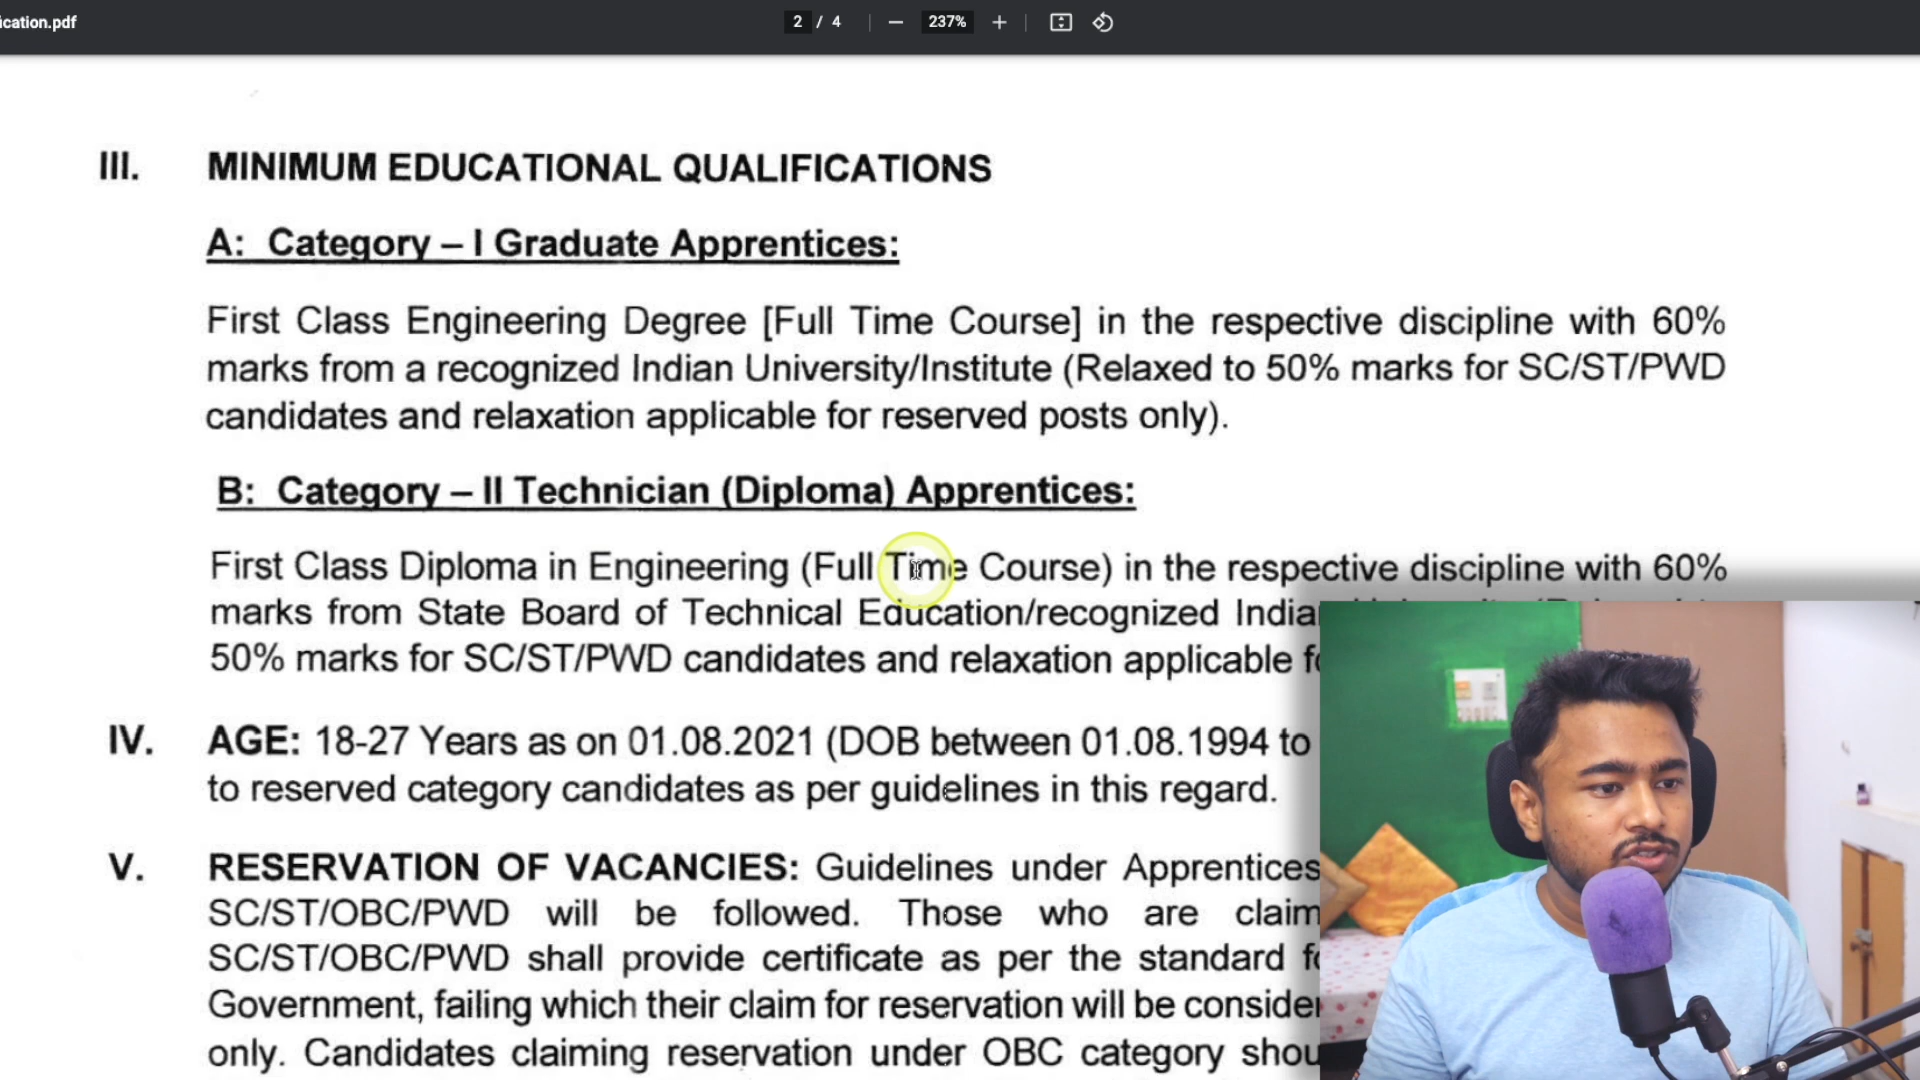 ication.pdf
2 / 4
237%
III. MINIMUM EDUCATIONAL QUALIFICATIONS
A: Category – I Graduate Apprentices:
First Class Engineering Degree [Full Time Course] in the respective discipline with 60%
marks from a recognized Indian University/Institute (Relaxed to 50% marks for SC/ST/PWD
candidates and relaxation applicable for reserved posts only).
B: Category – II Technician (Diploma) Apprentices:
First Class Diploma in Engineering (Full Time Course) in the respective discipline with 60%
marks from State Board of Technical Education/recognized India
50% marks for SC/ST/PWD candidates and relaxation applicable f
IV. AGE: 18-27 Years as on 01.08.2021 (DOB between 01.08.1994 to
to reserved category candidates as per guidelines in this regard.
V. RESERVATION OF VACANCIES: Guidelines under Apprentices
SC/ST/OBC/PWD will be followed. Those who are claim
SC/ST/OBC/PWD shall provide certificate as per the standard f
Government, failing which their claim for reservation will be consider
only. Candidates claiming reservation under OBC category shou